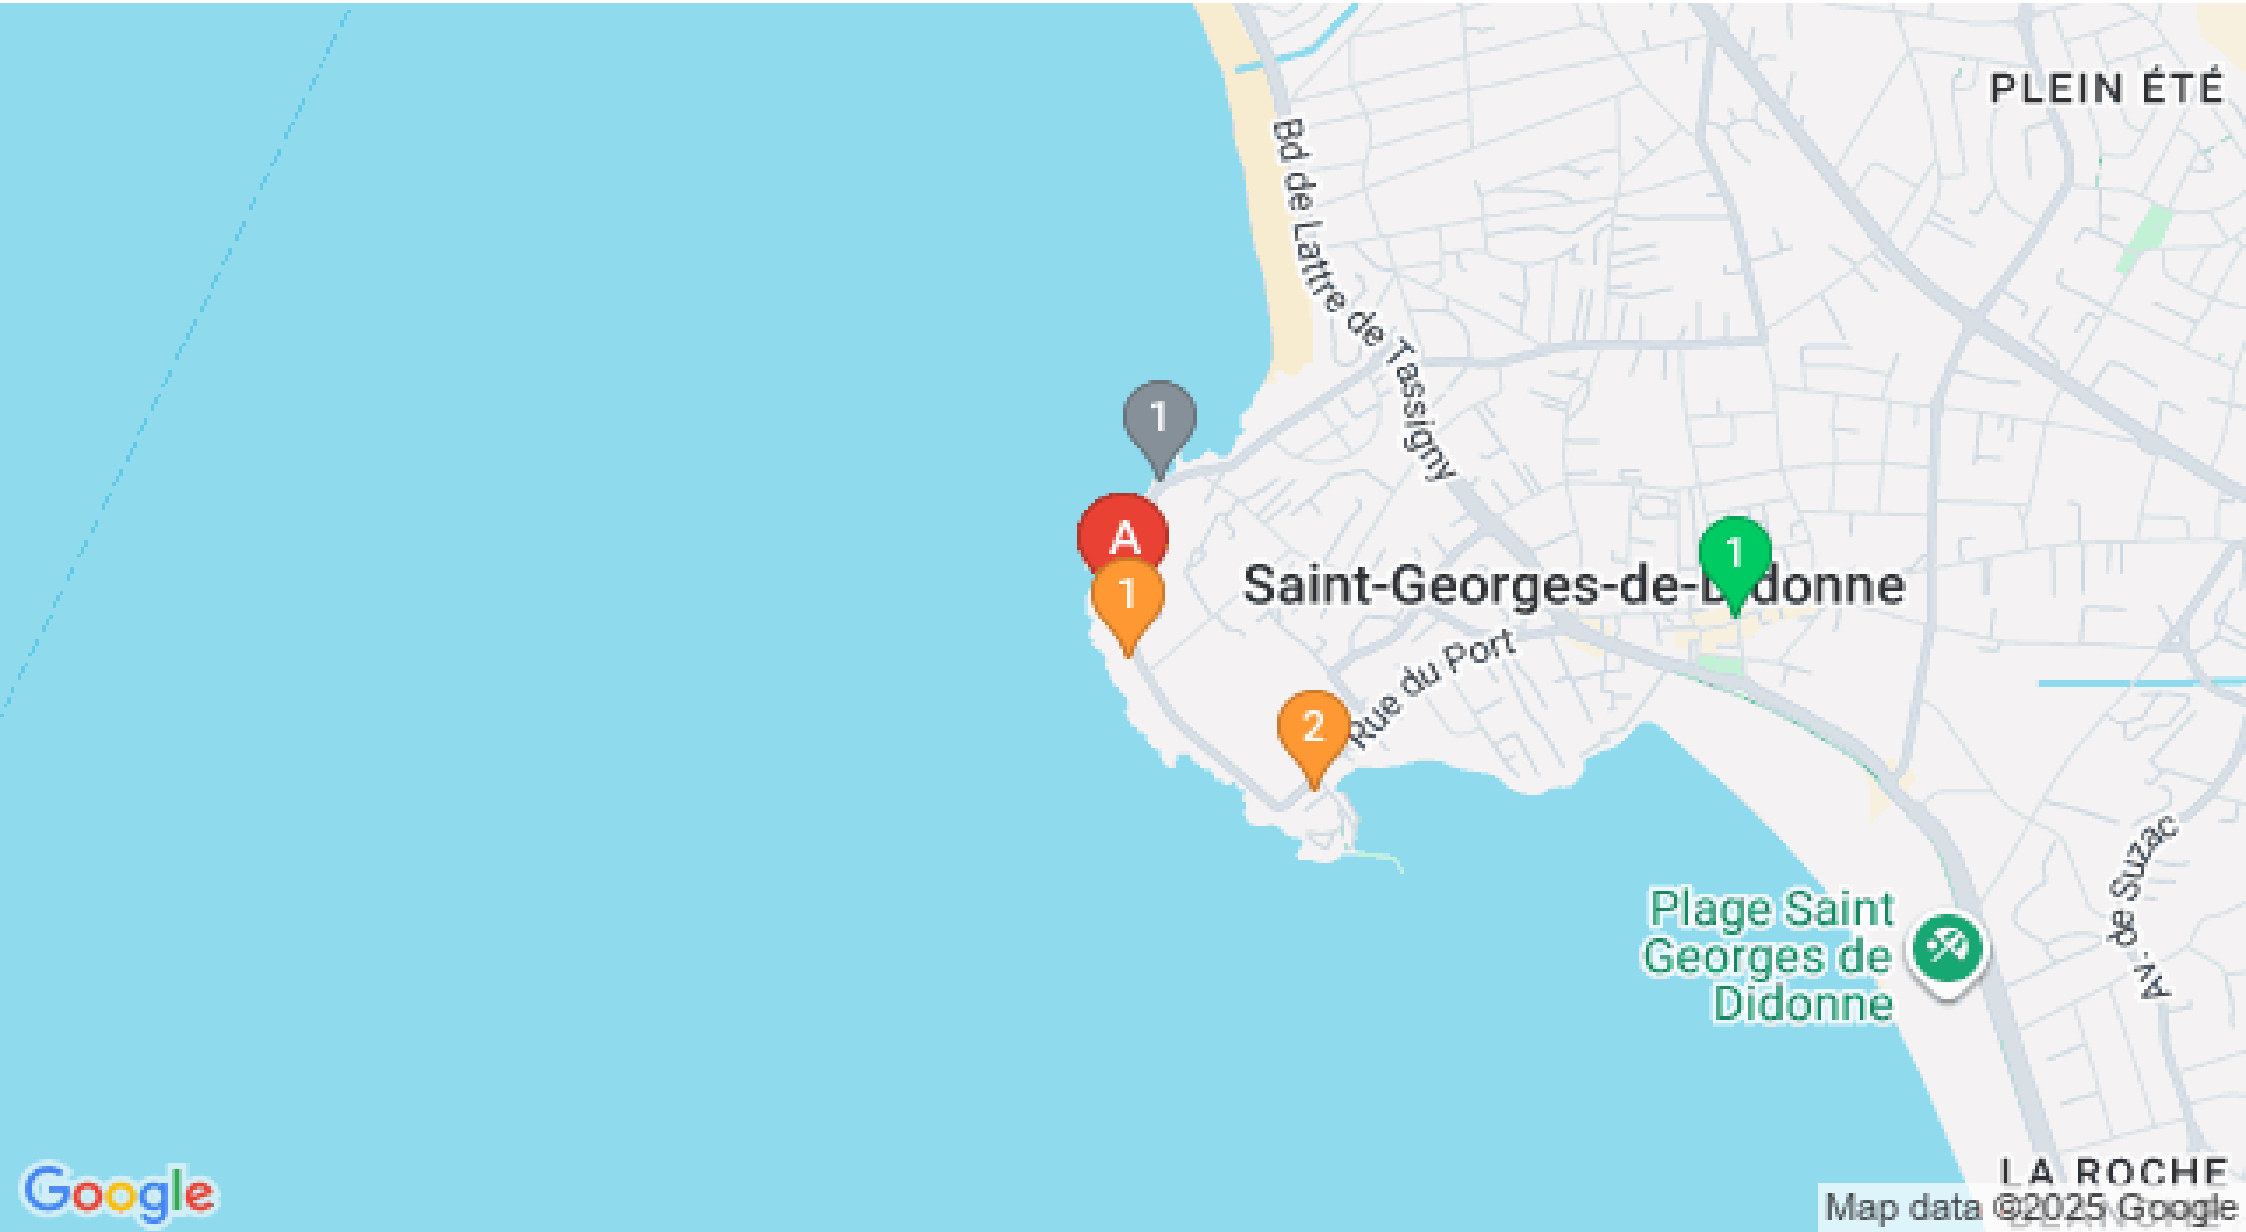 PLEIN ÉTÉ
Bd de Lattre de Tassigny
1
A
1
1
Saint-Georges-de-Didonne
Rue du Port
2
Av. de Suzac
Plage Saint
Georges de
Didonne
LA ROCHE
Google
Map data ©2025 Google